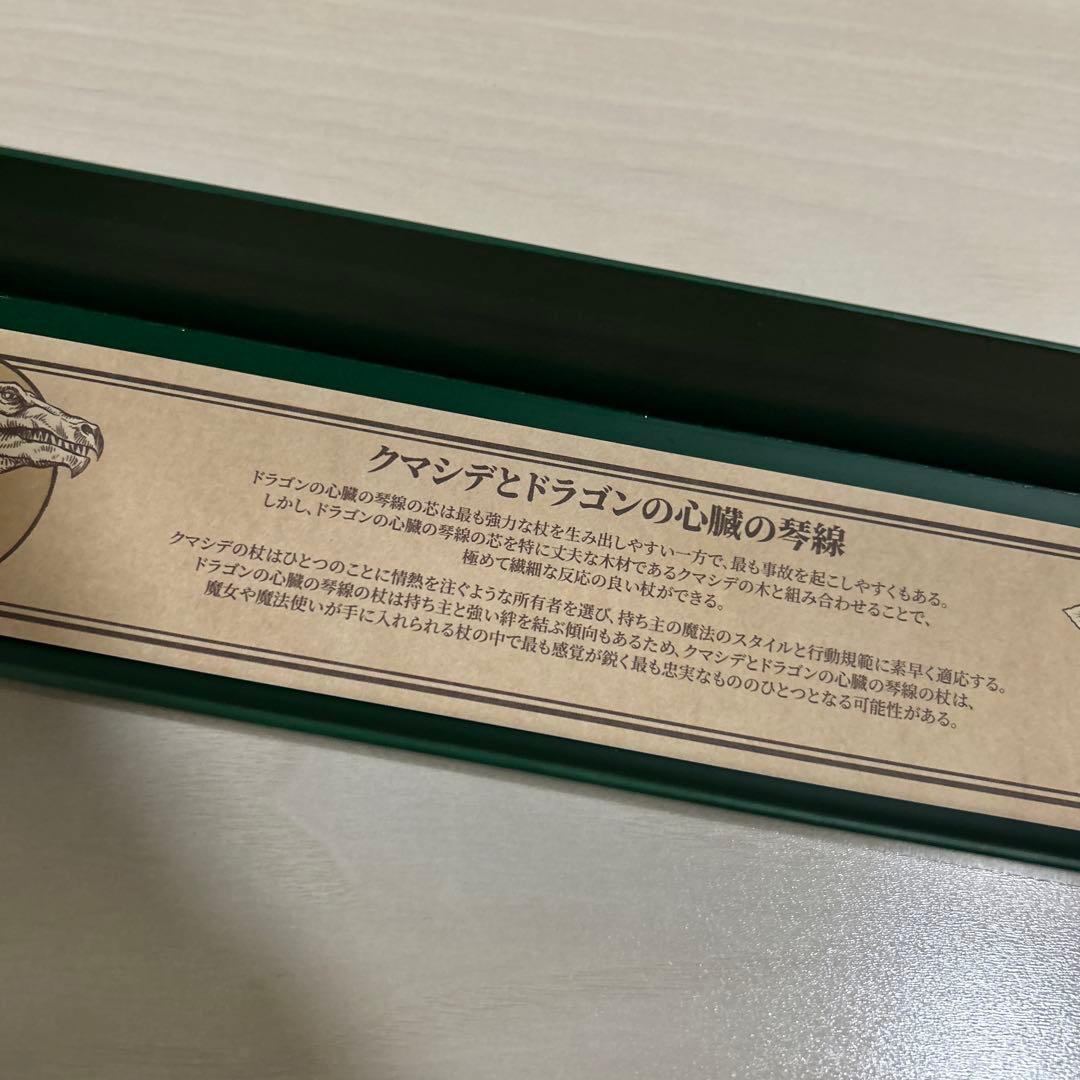 クマシデとドラゴンの心臓の琴線
ドラゴンの心臓の琴線の芯は最も強力な杖を生み出しやすい一方で、最も事故を起こしやすくもある。
しかし、ドラゴンの心臓の琴線の芯を特に丈夫な木材であるクマシデの木と組み合わせることで、
極めて繊細な反応の良い杖ができる。
クマシデの杖はひとつのことに情熱を注ぐような所有者を選び、持ち主の魔法のスタイルと行動規範に素早く適応する。
ドラゴンの心臓の琴線の杖は持ち主と強い絆を結ぶ傾向もあるため、クマシデとドラゴンの心臓の琴線の杖は、
魔女や魔法使いが手に入れられる杖の中で最も感覚が鋭く最も忠実なもののひとつとなる可能性がある。